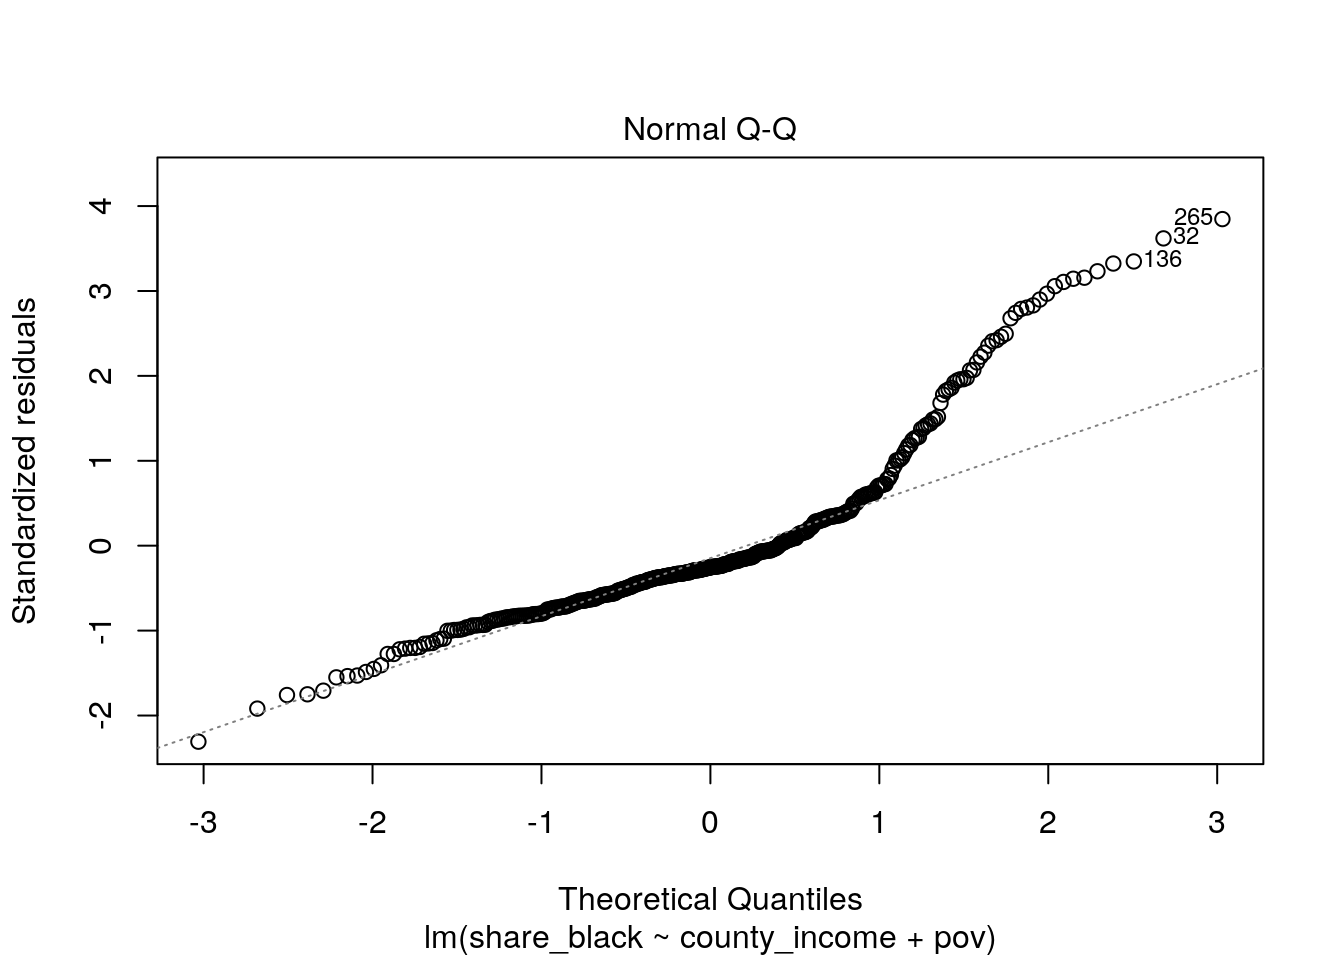 Normal Q-Q
Standardized residuals
4
3
2
1
0
-1
-2
265
32
136
-3 -2 -1 0 1 2 3
Theoretical Quantiles
lm(share_black ~ county_income + pov)